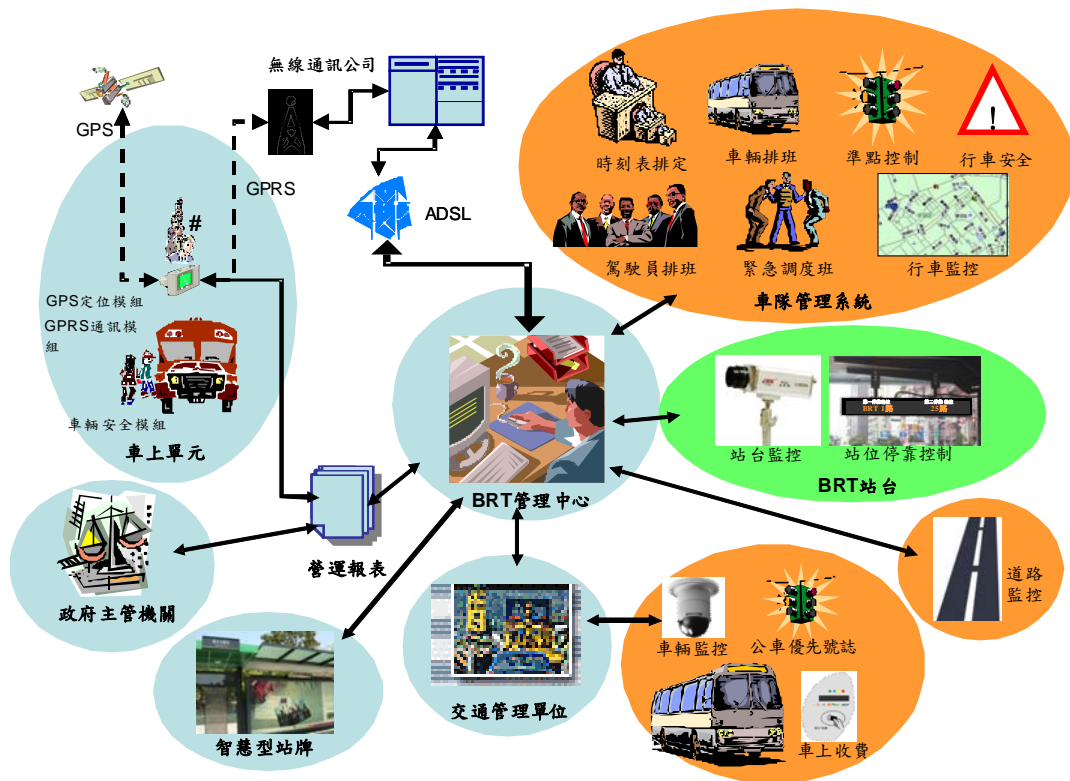 無線通訊公司
GPS
GPRS
#
ADSL
GPS定位模組
GPRS通訊模
組
車輛安全模組
車上單元
時刻表排定
車輛排班
準點控制
行車安全
駕駛員排班
緊急調度班
行車監控
車隊管理系統
BRT管理中心
站台監控
BRT 1路
25路
站位停靠控制
BRT站台
道路
監控
營運報表
政府主管機關
智慧型站牌
交通管理單位
車輛監控
公車優先號誌
車上收費